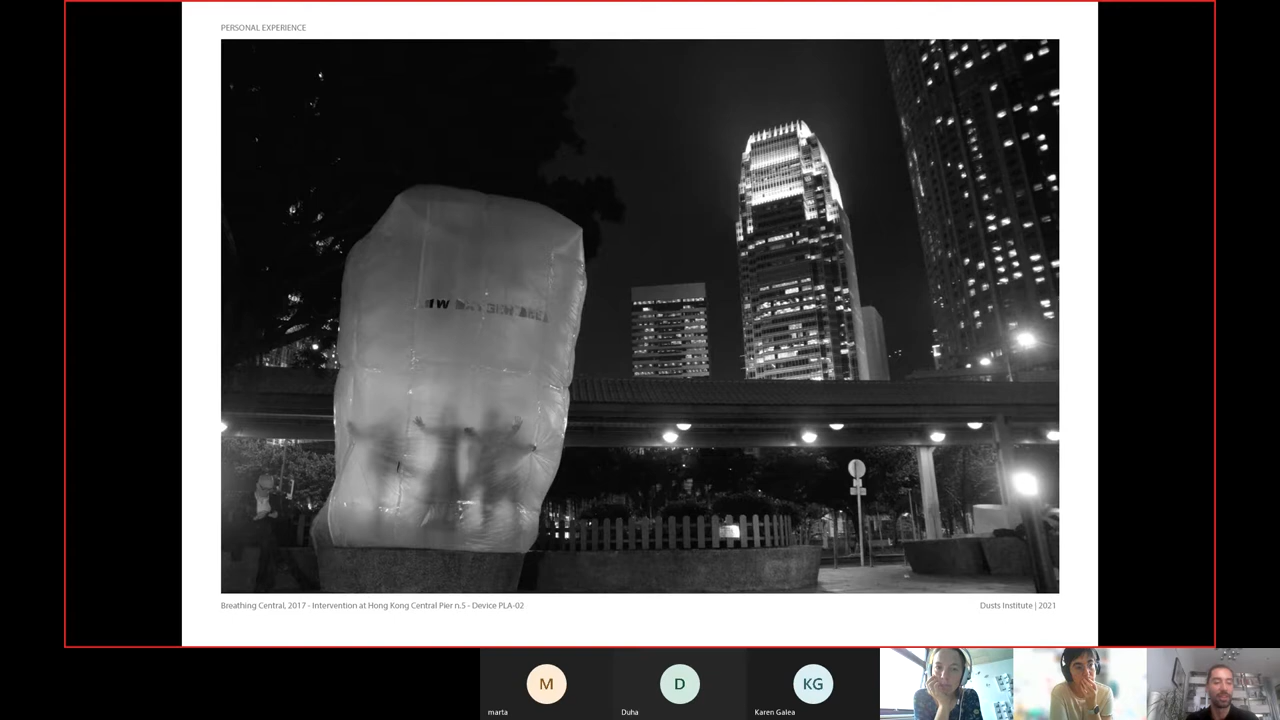 PERSONAL EXPERIENCE
Breathing Central, 2017 - Intervention at Hong Kong Central Pier n.5 - Device PLA-02
Dusts Institute | 2021
M
D
KG
marta
Duha
Karen Galea